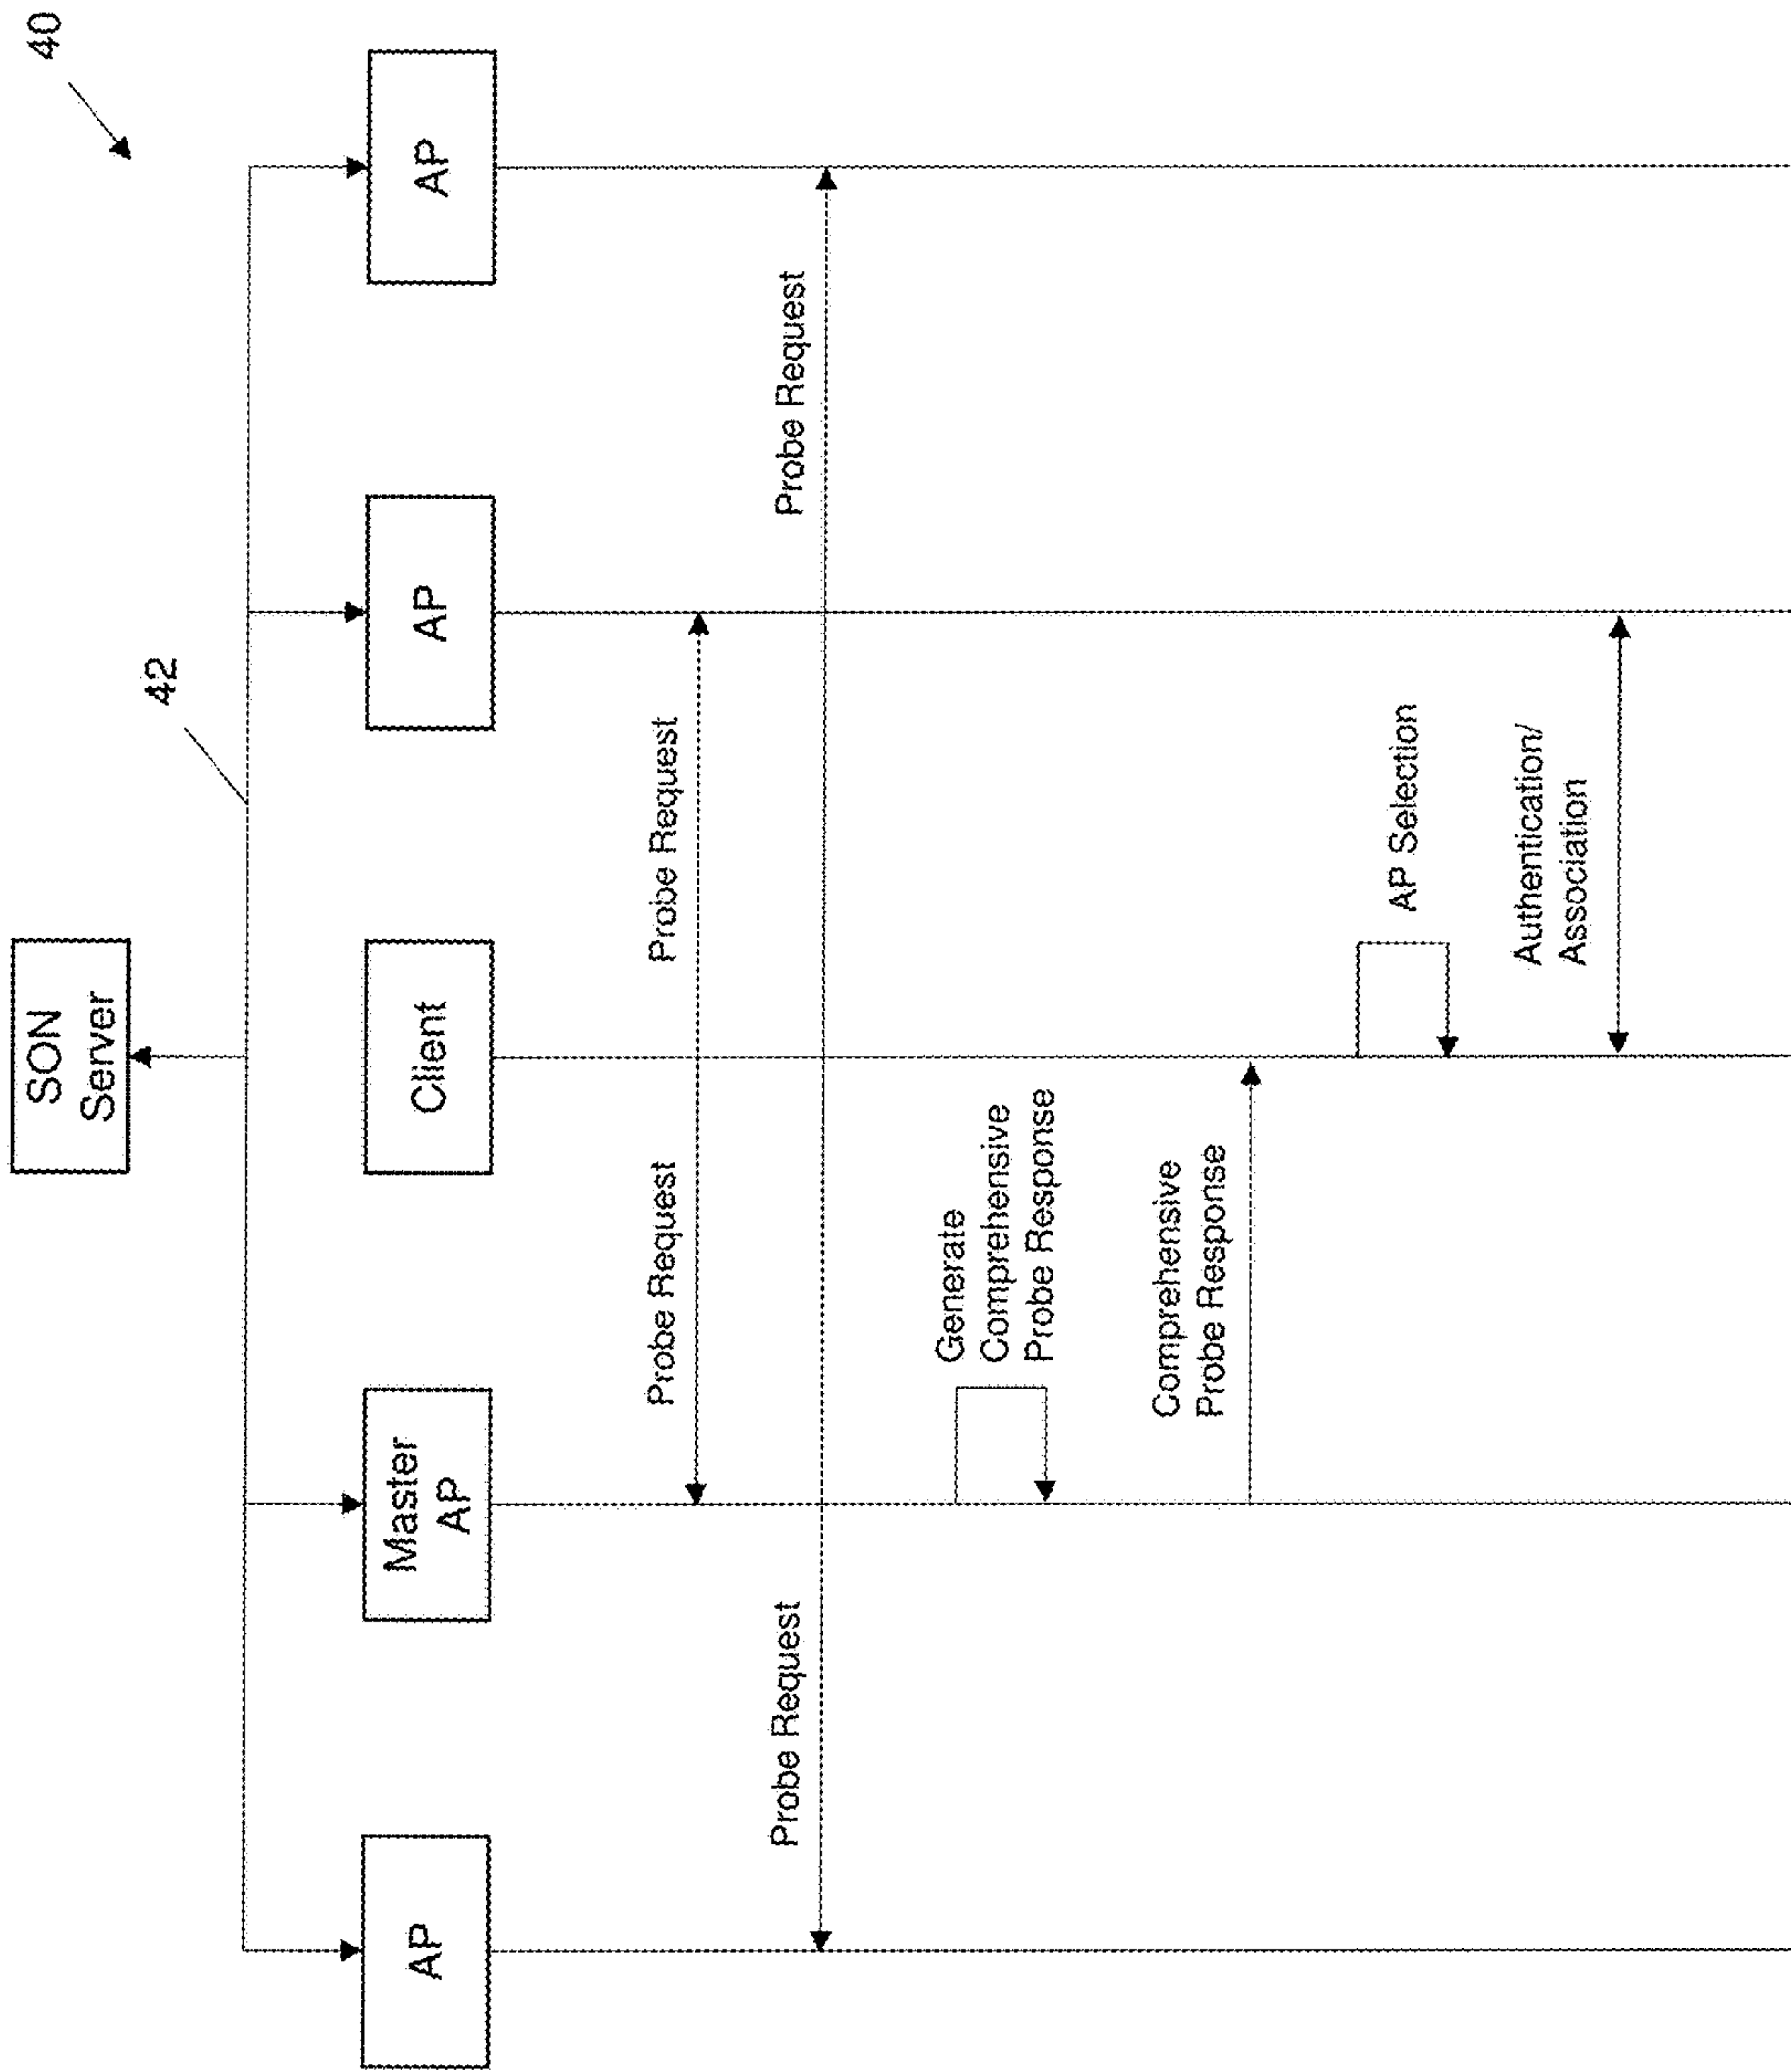 40
SON
Server
42
AP
Master
AP
Client
AP
AP
Probe Request
Probe Request
Probe Request
Probe Request
Generate
Comprehensive
Probe Response
Comprehensive
Probe Response
AP Selection
Authentication/
Association